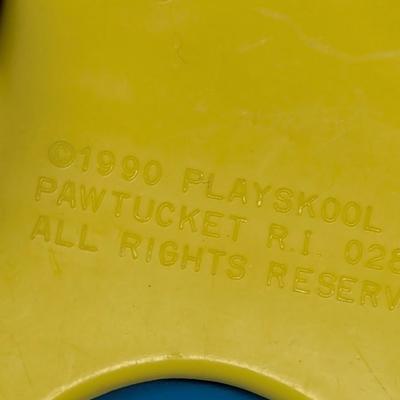 ©1990 PLAYSKOOL
PAWTUCKET R.I. 028
ALL RIGHTS RESERV